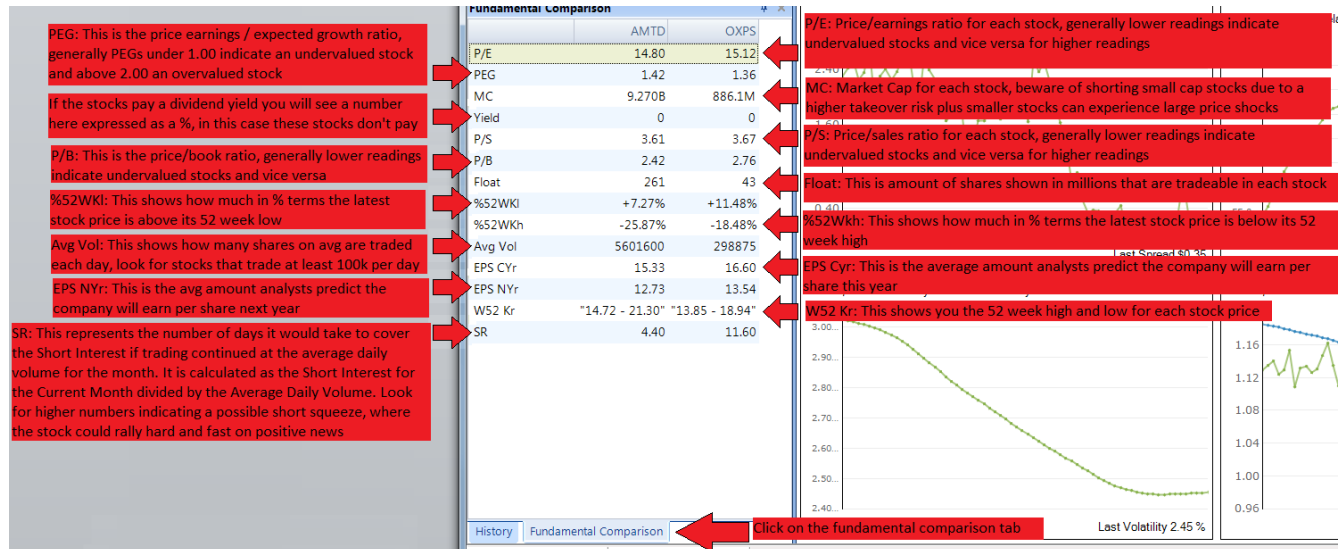 Fundamental Comparison
PEG: This is the price earnings / expected growth ratio,
generally PEGs under 1.00 indicate an undervalued stock
and above 2.00 an overvalued stock
If the stocks pay a dividend yield you will see a number
here expressed as a %, in this case these stocks don't pay
P/B: This is the price/book ratio, generally lower readings
indicate undervalued stocks and vice versa
%52WKl: This shows how much in % terms the latest
stock price is above its 52 week low
Avg Vol: This shows how many shares on avg are traded
each day, look for stocks that trade at least 100k per day
EPS NYr: This is the avg amount analysts predict the
company will earn per share next year
SR: This represents the number of days it would take to cover
the Short Interest if trading continued at the average daily
volume for the month. It is calculated as the Short Interest for
the Current Month divided by the Average Daily Volume. Look
for higher numbers indicating a possible short squeeze, where
the stock could rally hard and fast on positive news
AMTD OXPS
P/E 14.80 15.12
PEG 1.42 1.36
MC 9.270B 886.1M
Yield 0 0
P/S 3.61 3.67
P/B 2.42 2.76
Float 261 43
%52WKl +7.27% +11.48%
%52WKh -25.87% -18.48%
Avg Vol 5601600 298875
EPS CYr 15.33 16.60
EPS NYr 12.73 13.54
W52 Kr "14.72 - 21.30" "13.85 - 18.94"
SR 4.40 11.60
History Fundamental Comparison
P/E: Price/earnings ratio for each stock, generally lower readings indicate
undervalued stocks and vice versa for higher readings
2.40
MC: Market Cap for each stock, beware of shorting small cap stocks due to a
higher takeover risk plus smaller stocks can experience large price shocks
1.60
P/S: Price/sales ratio for each stock, generally lower readings indicate
undervalued stocks and vice versa for higher readings
Float: This is amount of shares shown in millions that are tradeable in each stock
0.40
%52Wkh: This shows how much in % terms the latest stock price is below its 52
week high
Last Spread $0.35
EPS Cyr: This is the average amount analysts predict the company will earn per
share this year
W52 Kr: This shows you the 52 week high and low for each stock price
3.00...
2.90...
2.80...
2.70...
2.60...
2.50...
2.40...
1.16
1.12
1.08
1.04
1.00
0.96
Click on the fundamental comparison tab
Last Volatility 2.45 %